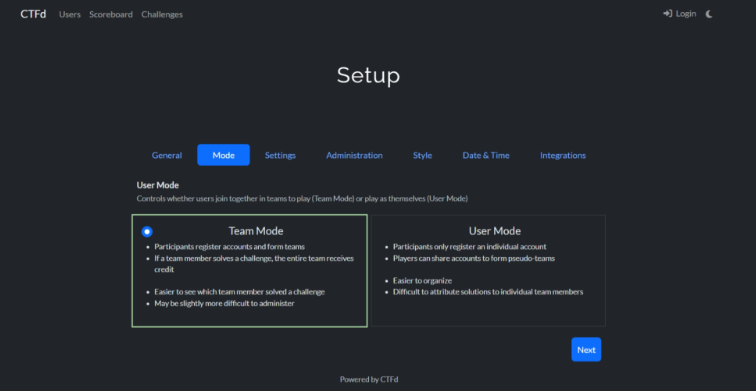 CTFd Users Scoreboard Challenges Login
Setup
General Mode Settings Administration Style Date & Time Integrations
User Mode
Controls whether users join together in teams to play (Team Mode) or play as themselves (User Mode)
Team Mode
Participants register accounts and form teams
If a team member solves a challenge, the entire team receives
credit
Easier to see which team member solved a challenge
May be slightly more difficult to administer
User Mode
Participants only register an individual account
Players can share accounts to form pseudo-teams
Easier to organize
Difficult to attribute solutions to individual team members
Next
Powered by CTFd